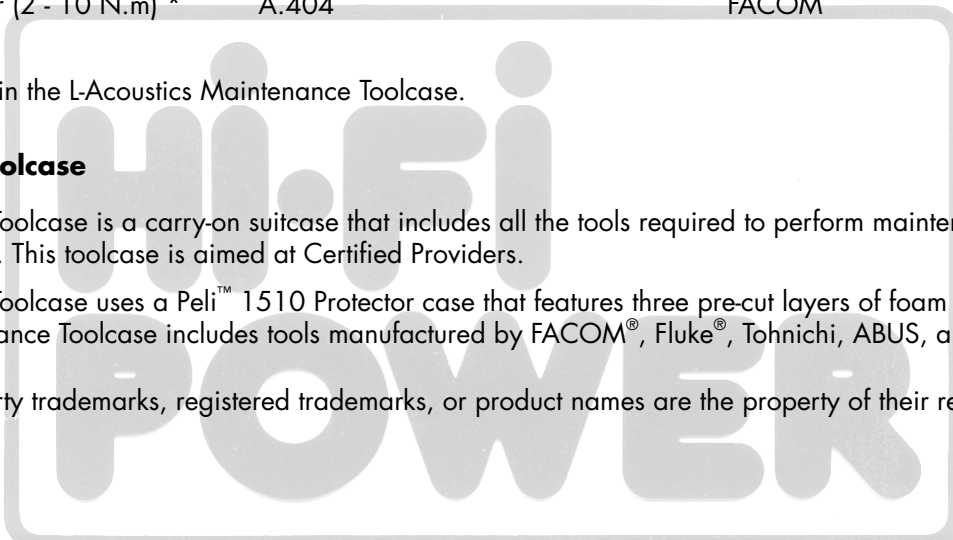 (2 - 10 N.m) * A.404 FACOM
in the L-Acoustics Maintenance Toolcase.
oolcase
Toolcase is a carry-on suitcase that includes all the tools required to perform mainten
. This toolcase is aimed at Certified Providers.
Toolcase uses a Peli™ 1510 Protector case that features three pre-cut layers of foam
ance Toolcase includes tools manufactured by FACOM®, Fluke®, Tohnichi, ABUS, a
rty trademarks, registered trademarks, or product names are the property of their re
Hi-Fi
POWER